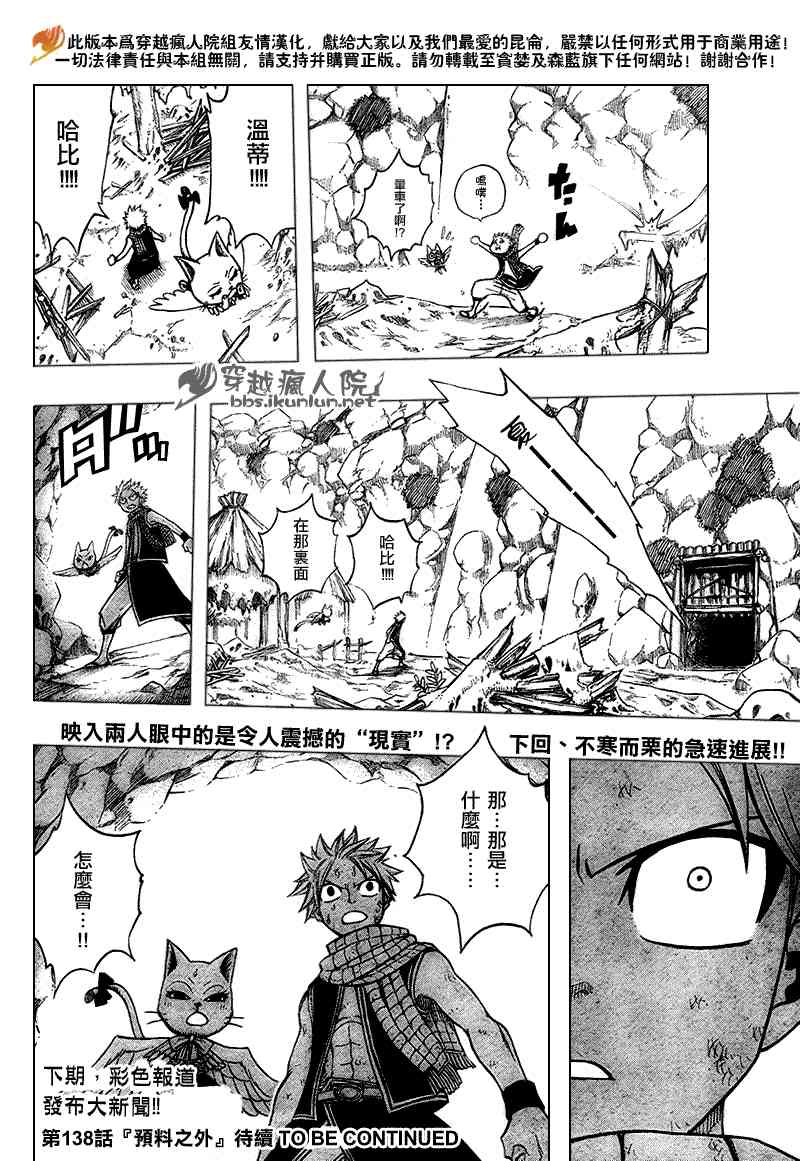 此版本爲穿越瘋人院組友情漢化，獻給大家以及我們最愛的昆侖，嚴禁以任何形式用于商業用途！
一切法律責任與本組無關，請支持并購買正版。請勿轉載至貪婪及森藍旗下任何網站！謝謝合作！
嗚噗…
暈車了啊!?
溫蒂!!!!
哈比!!!!
穿越瘋人院
bbs.ikunlun.net
哈比!!!!
在那裏面
映入兩人眼中的是令人震撼的“現實”!?
下回、不寒而栗的急速進展!!
那…那是…
什麼啊……
怎麼會…!!
下期，彩色報道
發布大新聞!!
第138話『預料之外』待續 TO BE CONTINUED